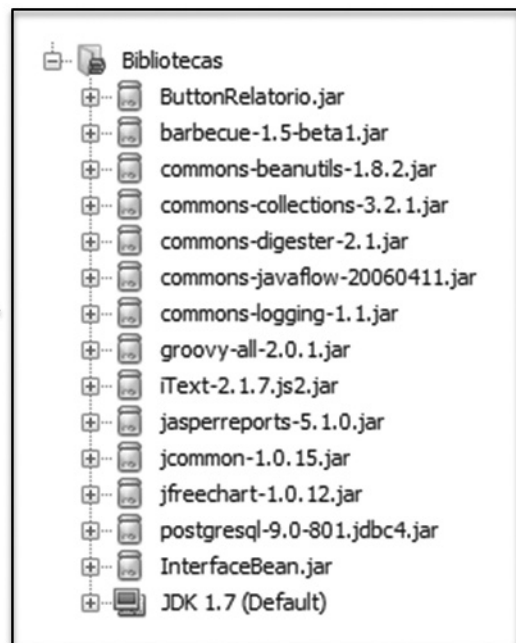 Bibliotecas
ButtonRelatorio.jar
barbecue-1.5-beta1.jar
commons-beanutils-1.8.2.jar
commons-collections-3.2.1.jar
commons-digester-2.1.jar
commons-javaflow-20060411.jar
commons-logging-1.1.jar
groovy-all-2.0.1.jar
iText-2.1.7.js2.jar
jasperreports-5.1.0.jar
jcommon-1.0.15.jar
jfreechart-1.0.12.jar
postgresql-9.0-801.jdbc4.jar
InterfaceBean.jar
JDK 1.7 (Default)